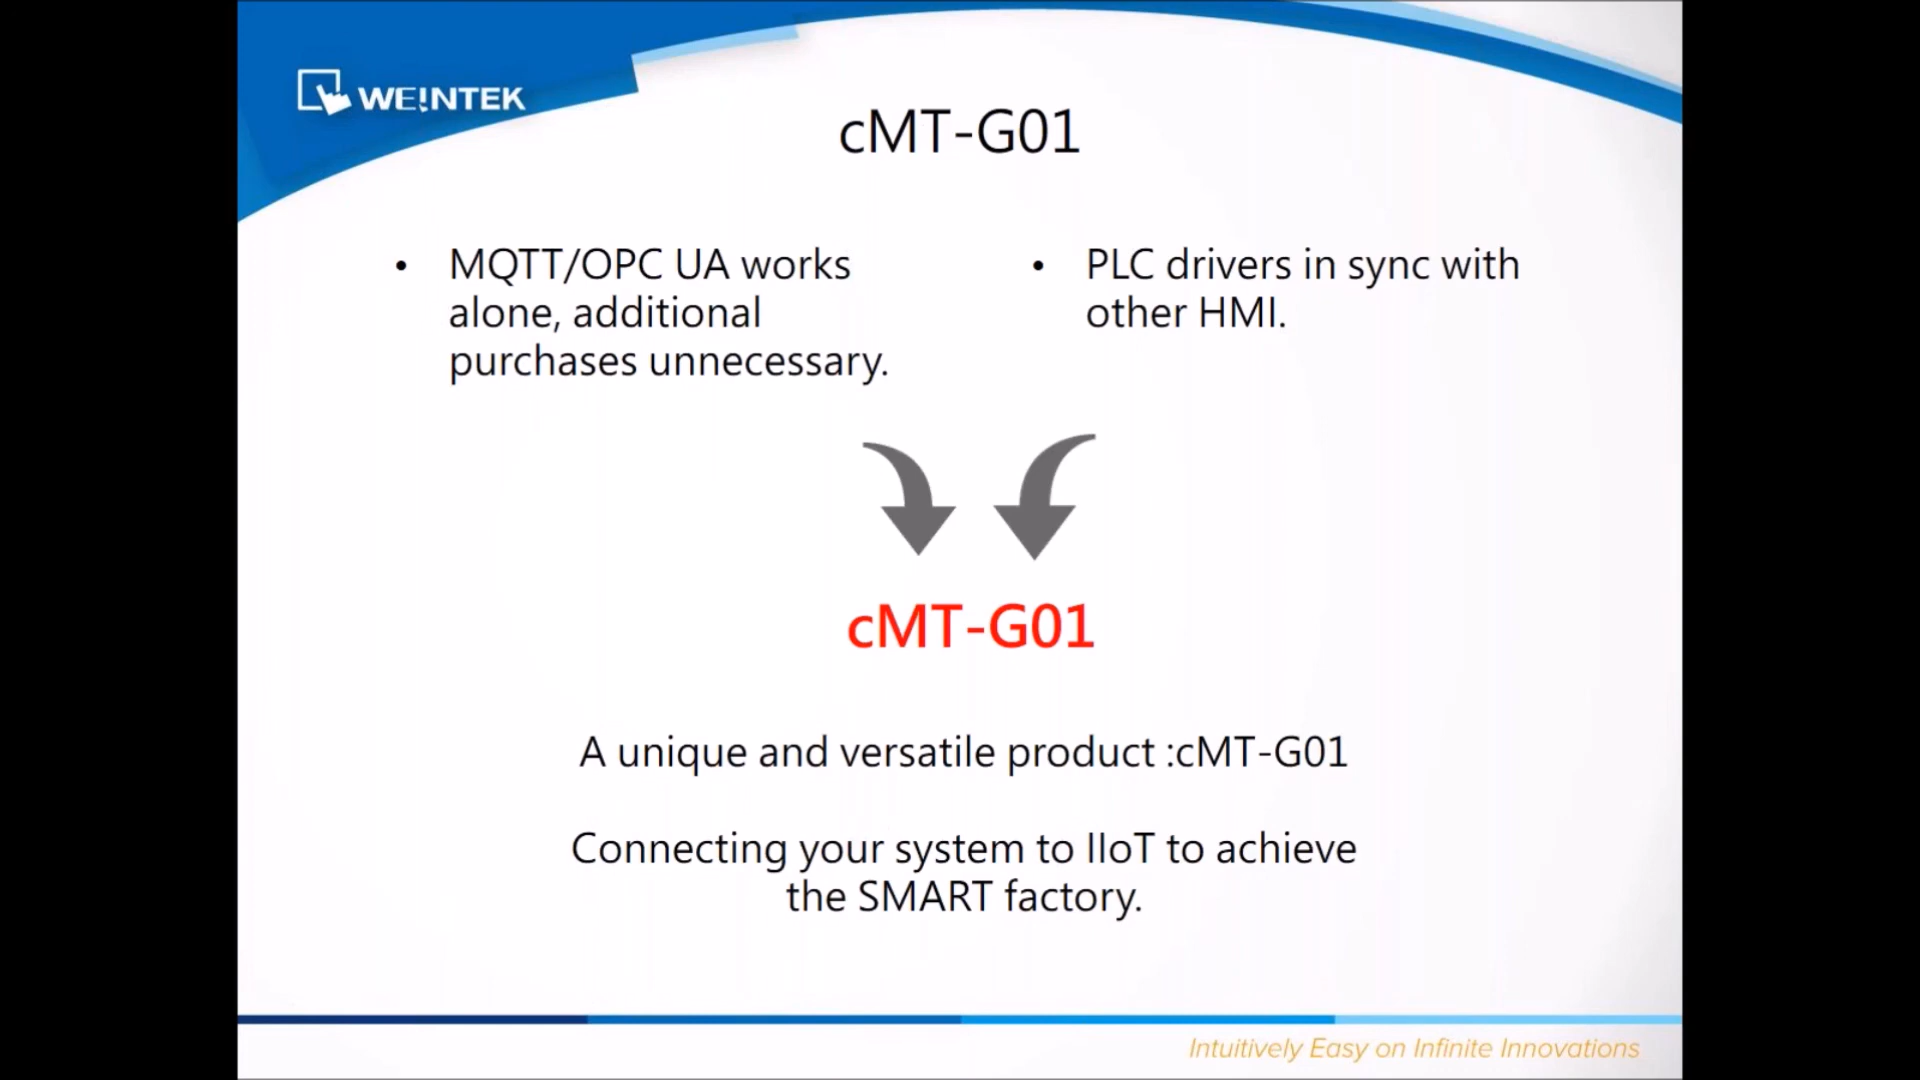 WE!NTEK
cMT-G01
• MQTT/OPC UA works
alone, additional
purchases unnecessary.
• PLC drivers in sync with
other HMI.
cMT-G01
A unique and versatile product :cMT-G01
Connecting your system to IIoT to achieve
the SMART factory.
Intuitively Easy on Infinite Innovations